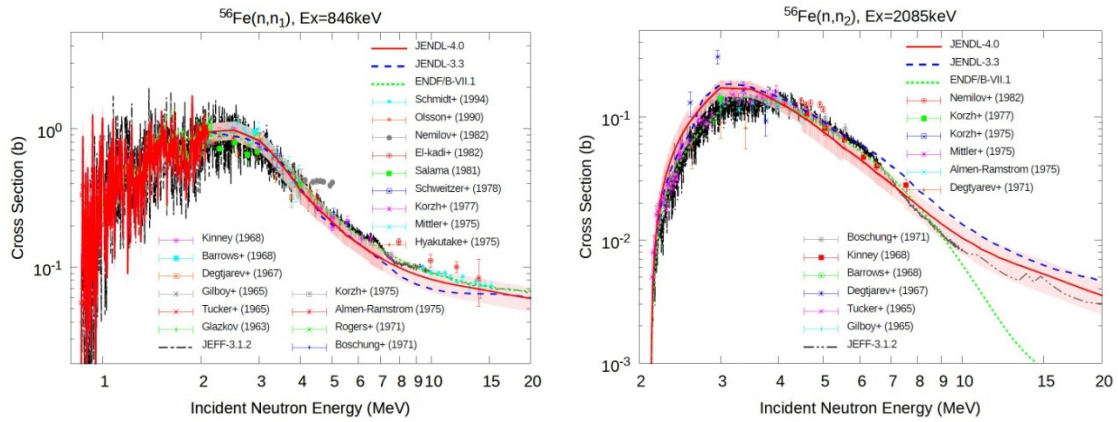 ⁵⁶Fe(n,n₁), Ex=846keV
Cross Section (b)
10⁰
10⁻¹
JENDL-4.0
JENDL-3.3
ENDF/B-VII.1
Schmidt+ (1994)
Olsson+ (1990)
Nemilov+ (1982)
El-kadi+ (1982)
Salama (1981)
Schweitzer+ (1978)
Korzh+ (1977)
Mittler+ (1975)
Hyakutake+ (1975)
Kinney (1968)
Barrows+ (1968)
Degtjarev+ (1967)
Gilboy+ (1965)
Tucker+ (1965)
Glazkov (1963)
JEFF-3.1.2
Korzh+ (1975)
Almen-Ramstrom (1975)
Rogers+ (1971)
Boschung+ (1971)
1 2 3 4 5 6 7 8 9 10 20
Incident Neutron Energy (MeV)
⁵⁶Fe(n,n₂), Ex=2085keV
Cross Section (b)
10⁻¹
10⁻²
10⁻³
JENDL-4.0
JENDL-3.3
ENDF/B-VII.1
Nemilov+ (1982)
Korzh+ (1977)
Korzh+ (1975)
Mittler+ (1975)
Almen-Ramstrom (1975)
Degtyarev+ (1971)
Boschung+ (1971)
Kinney (1968)
Barrows+ (1968)
Degtjarev+ (1967)
Tucker+ (1965)
Gilboy+ (1965)
JEFF-3.1.2
2 3 4 5 6 7 8 9 10 20
Incident Neutron Energy (MeV)